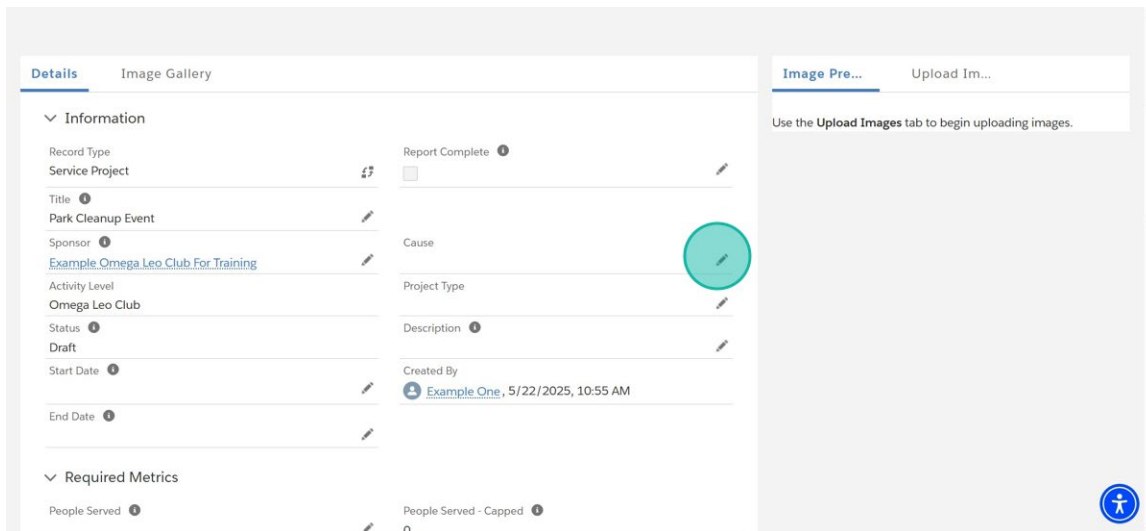 Details Image Gallery
Image Pre... Upload Im...
Use the Upload Images tab to begin uploading images.
Information
Record Type
Service Project
Report Complete
Title
Park Cleanup Event
Sponsor
Example Omega Leo Club For Training
Cause
Activity Level
Omega Leo Club
Project Type
Status
Draft
Description
Start Date
Created By
Example One, 5/22/2025, 10:55 AM
End Date
Required Metrics
People Served
People Served - Capped
0